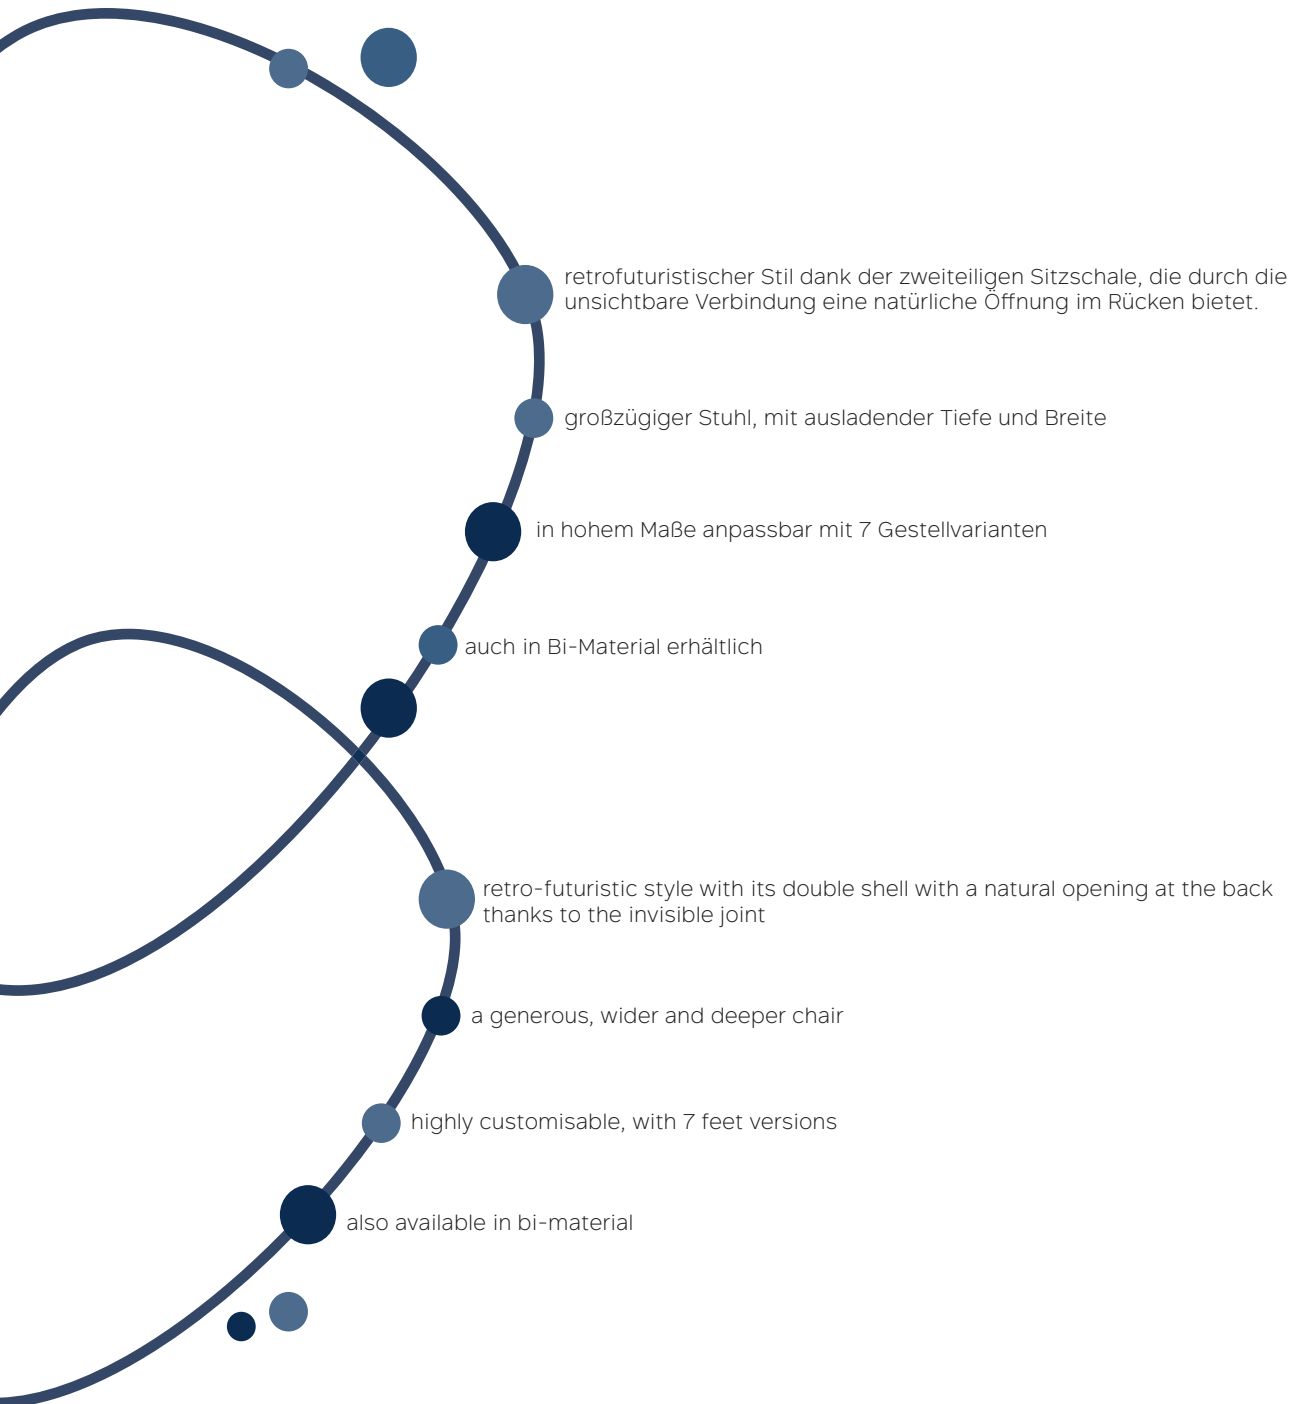 retrofuturistischer Stil dank der zweiteiligen Sitzschale, die durch die
unsichtbare Verbindung eine natürliche Öffnung im Rücken bietet.
großzügiger Stuhl, mit ausladender Tiefe und Breite
in hohem Maße anpassbar mit 7 Gestellvarianten
auch in Bi-Material erhältlich
retro-futuristic style with its double shell with a natural opening at the back
thanks to the invisible joint
a generous, wider and deeper chair
highly customisable, with 7 feet versions
also available in bi-material